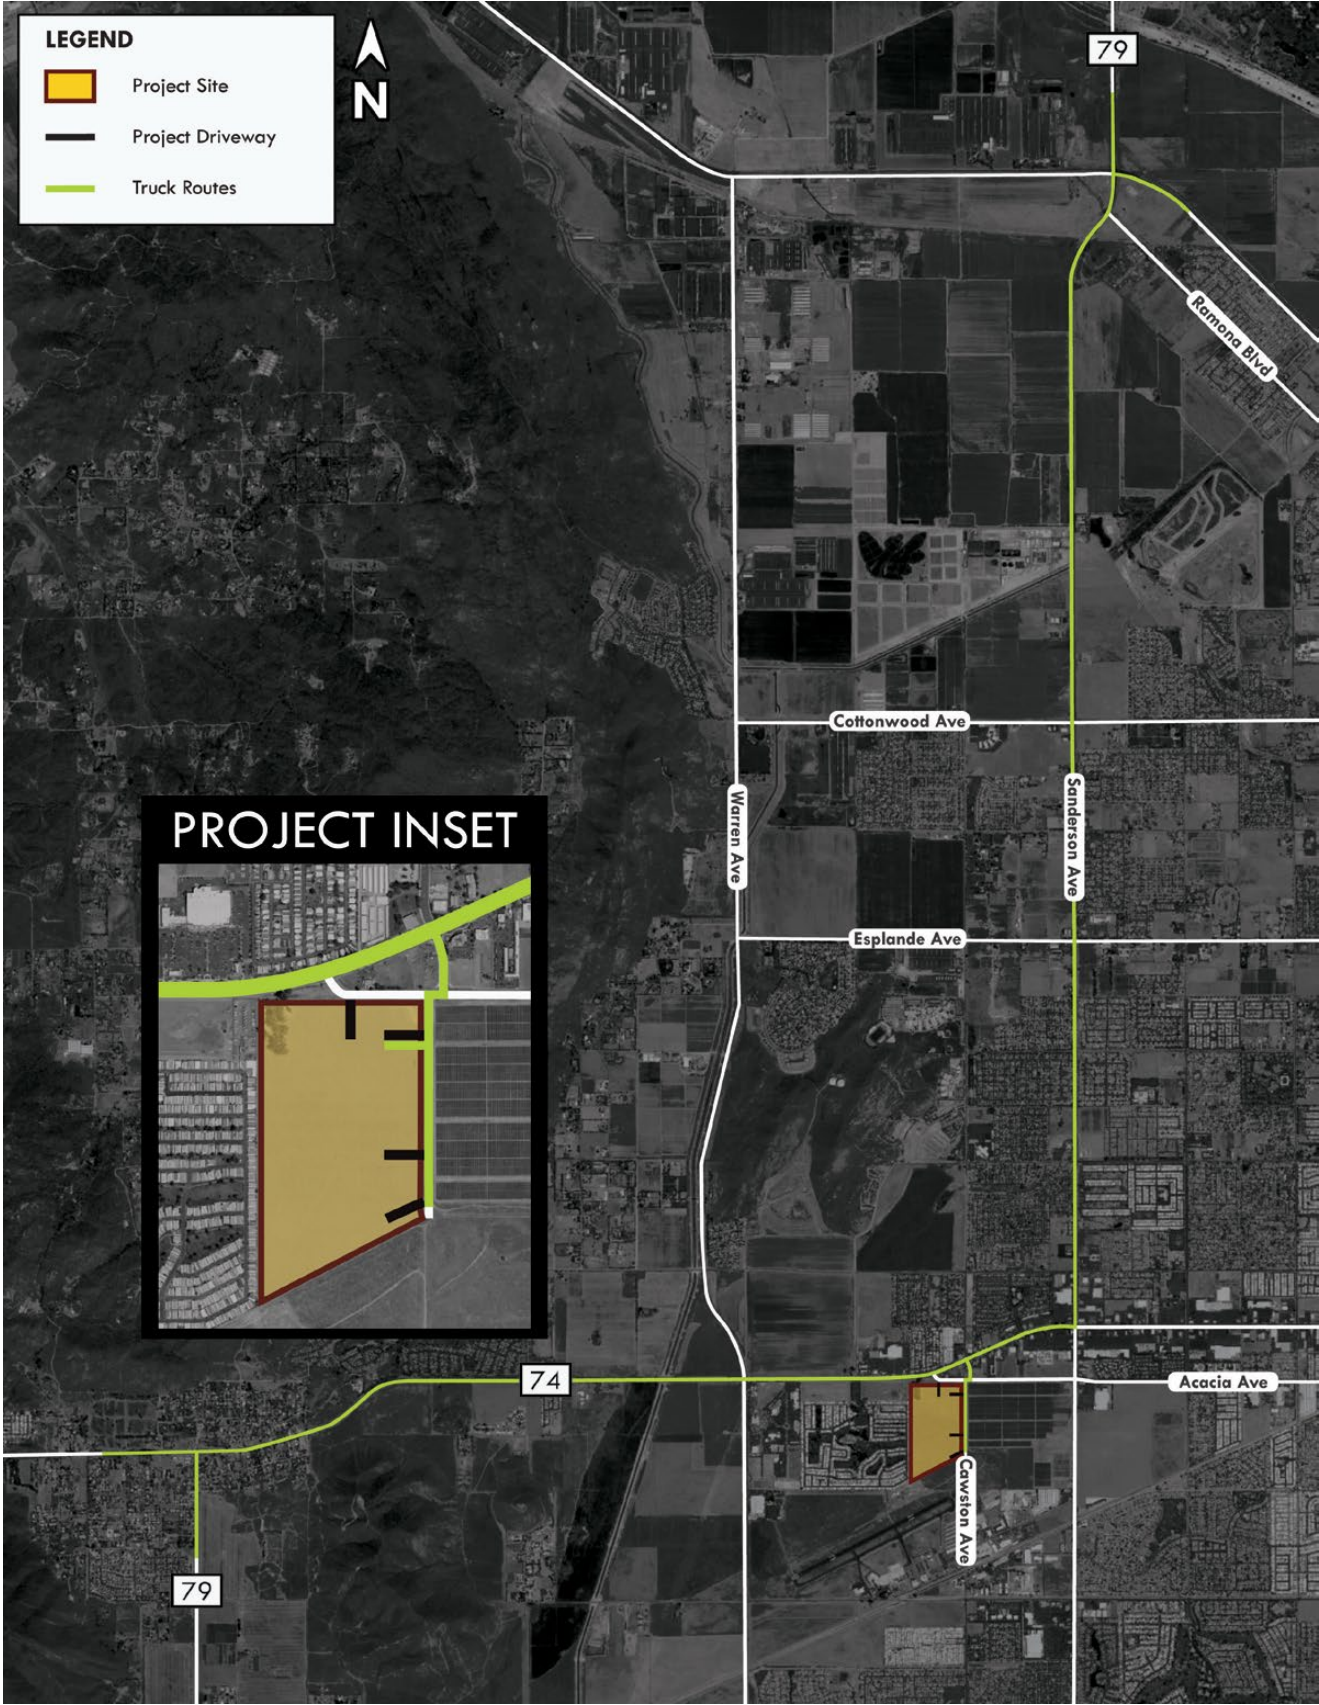 LEGEND
Project Site
Project Driveway
Truck Routes
N
79
Ramona Blvd
Cottonwood Ave
Warren Ave
Sanderson Ave
PROJECT INSET
Esplande Ave
74
Acacia Ave
Cawston Ave
79